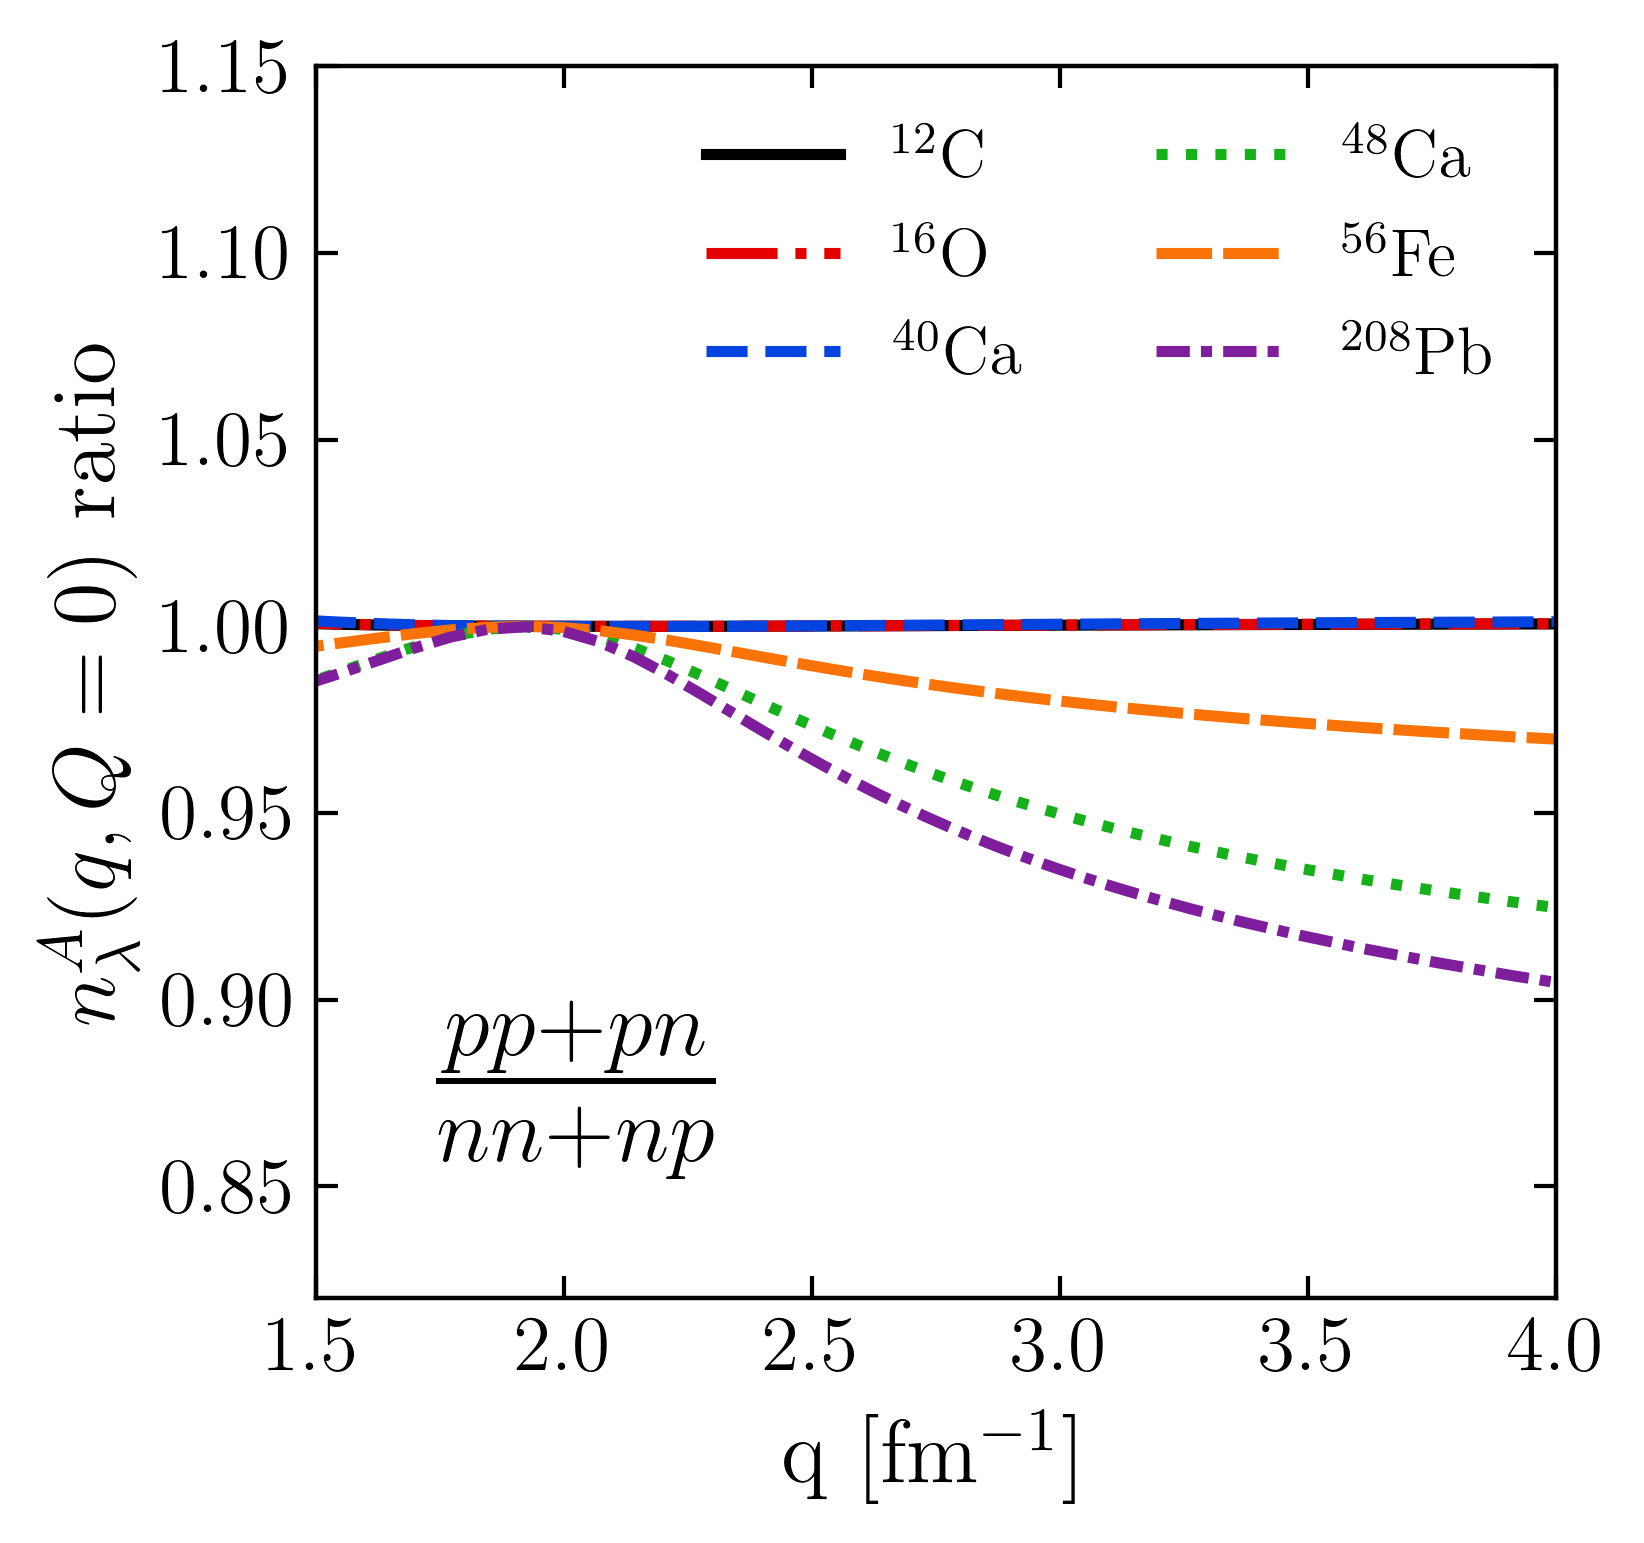 1.15
1.10
1.05
1.00
0.95
0.90
0.85
n_λ^A(q, Q = 0) ratio
^12C
^16O
^40Ca
^48Ca
^56Fe
^208Pb
pp+pn
nn+np
1.5 2.0 2.5 3.0 3.5 4.0
q [fm^−1]